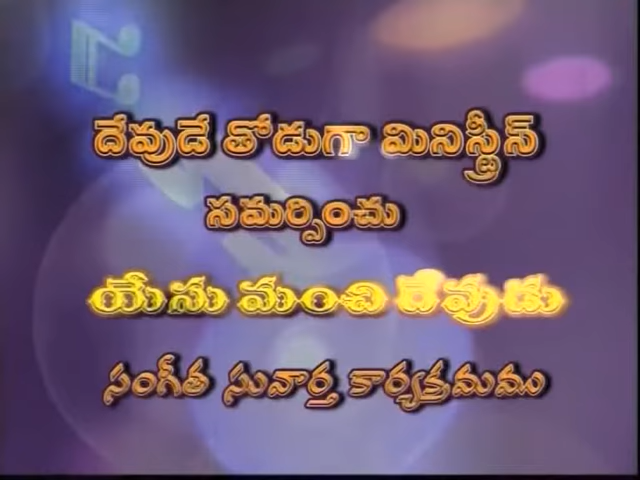 దేవుడే తోడుగా మినిస్ట్రీస్
సమర్పించు
యేసు మంచి దేవుడు
సంగీత సువార్త కార్యక్రమము